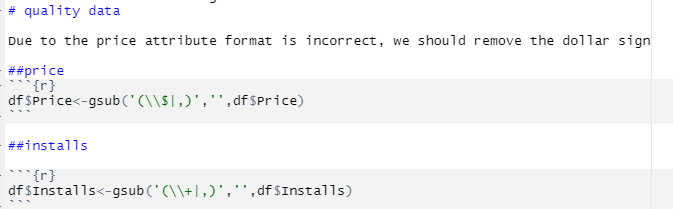 # quality data
Due to the price attribute format is incorrect, we should remove the dollar sign
##price
```{r}
df$Price<-gsub('(\\$|,)','',df$Price)
```
##installs
```{r}
df$Installs<-gsub('(\\+|,)','',df$Installs)
```